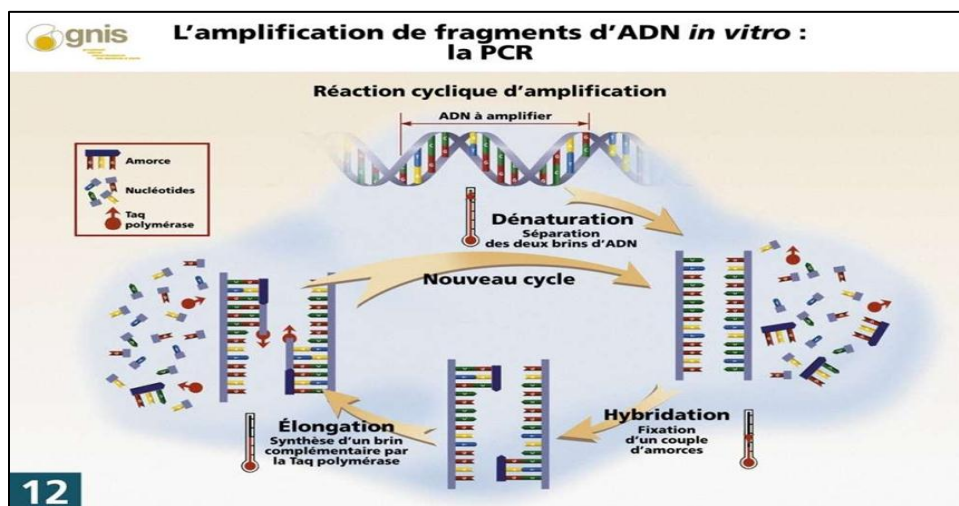 gnis
L'amplification de fragments d'ADN in vitro :
la PCR
Réaction cyclique d'amplification
ADN à amplifier
Amorce
Nucléotides
Taq
polymérase
Dénaturation
Séparation
des deux brins d'ADN
Nouveau cycle
Hybridation
Fixation
d'un couple
d'amorces
Élongation
Synthèse d'un brin
complémentaire par
la Taq polymérase
12